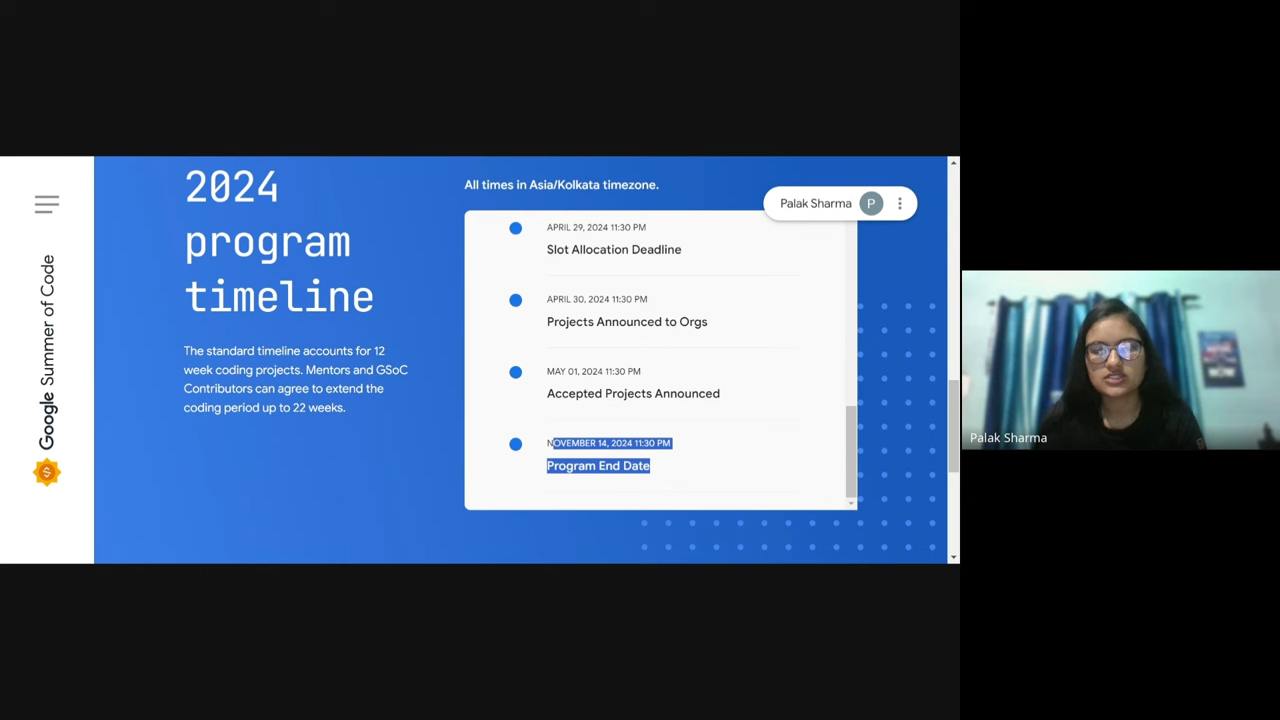 Google Summer of Code
2024
program
timeline
The standard timeline accounts for 12
week coding projects. Mentors and GSoC
Contributors can agree to extend the
coding period up to 22 weeks.
All times in Asia/Kolkata timezone.
Palak Sharma P
APRIL 29, 2024 11:30 PM
Slot Allocation Deadline
APRIL 30, 2024 11:30 PM
Projects Announced to Orgs
MAY 01, 2024 11:30 PM
Accepted Projects Announced
NOVEMBER 14, 2024 11:30 PM
Program End Date
Palak Sharma